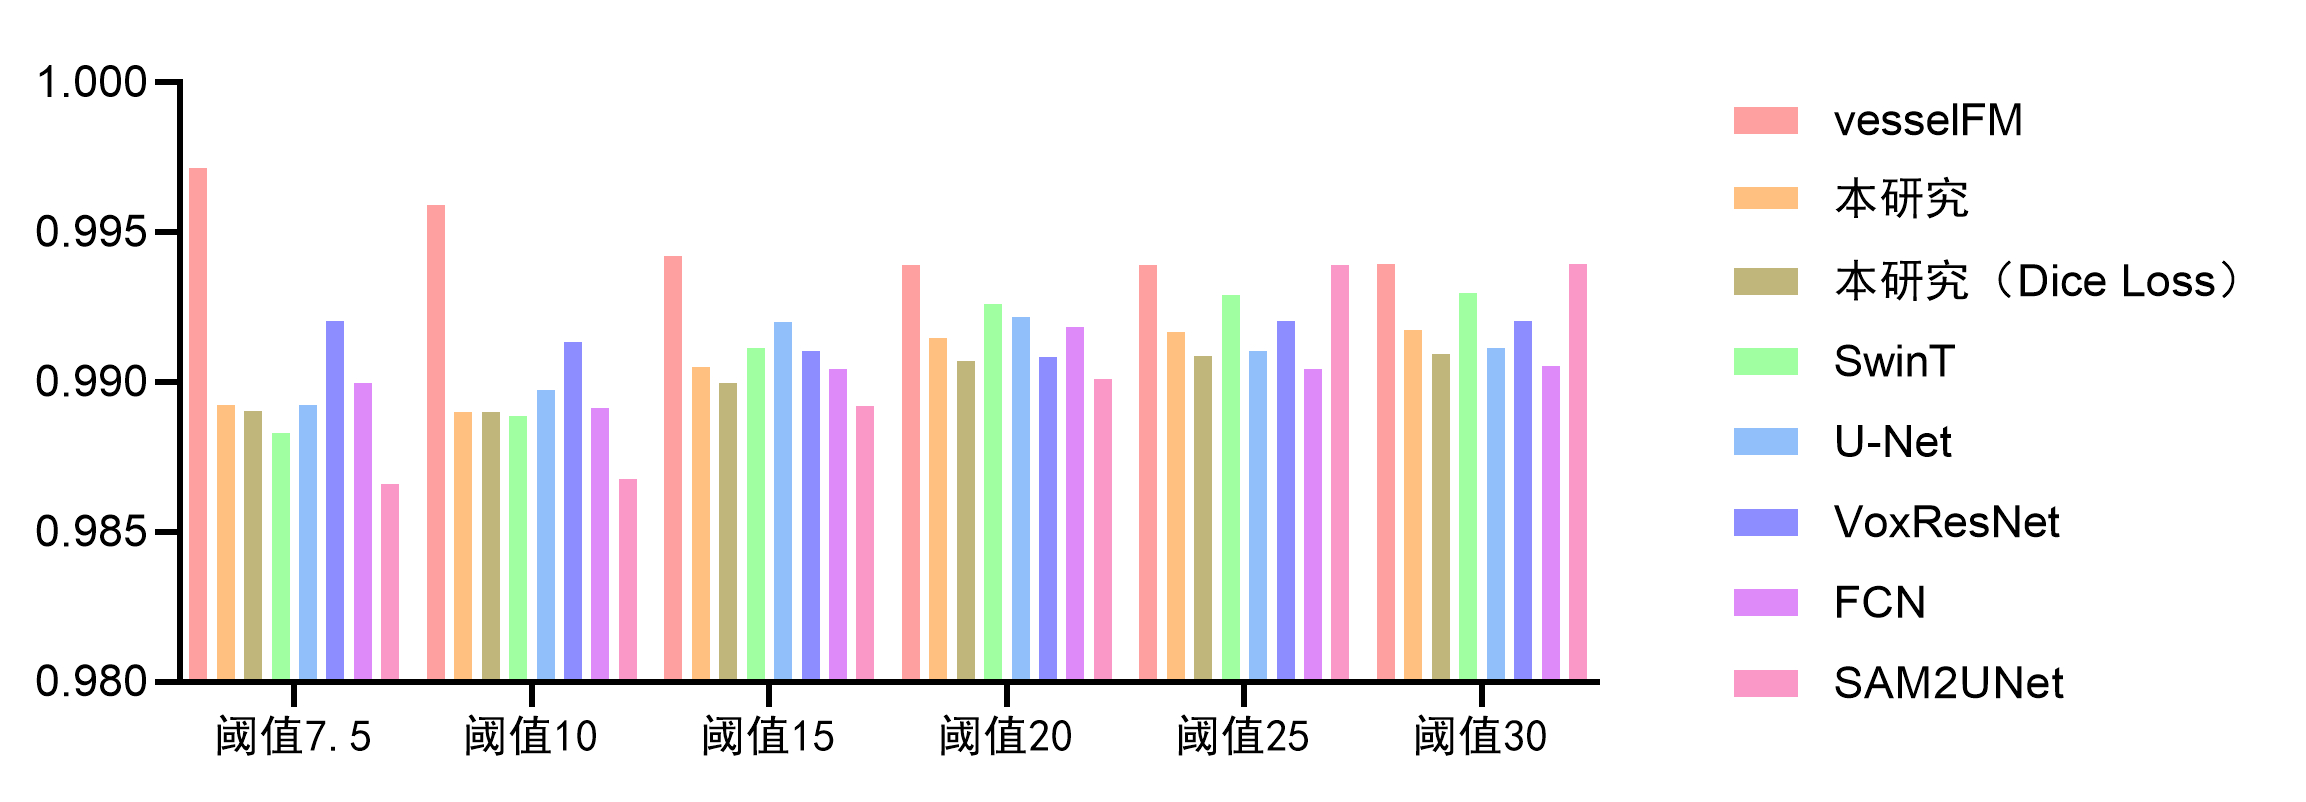 1.000
0.995
0.990
0.985
0.980
阈值7.5
阈值10
阈值15
阈值20
阈值25
阈值30
vesselFM
本研究
本研究（Dice Loss）
SwinT
U-Net
VoxResNet
FCN
SAM2UNet